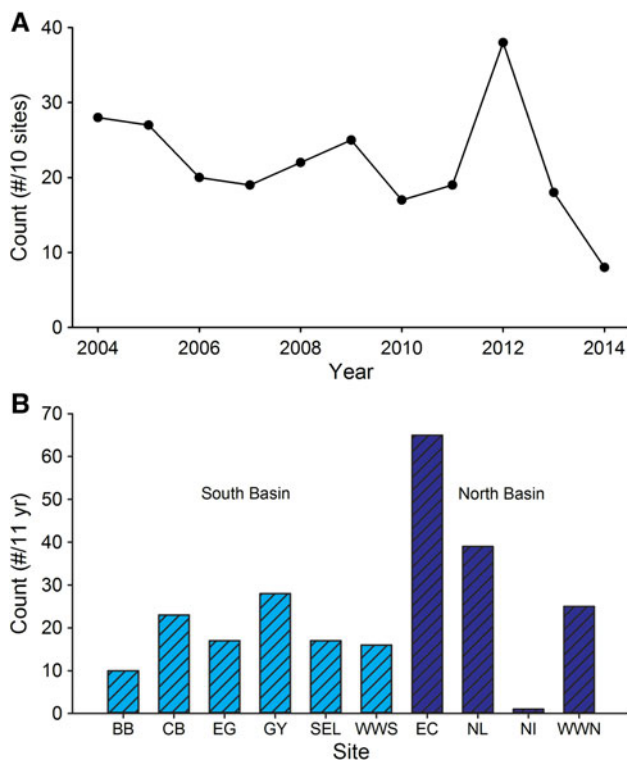 A
Count (#/10 sites)
40
30
20
10
0
2004 2006 2008 2010 2012 2014
Year
B
Count (#/11 yr)
70
60
50
40
30
20
10
0
South Basin North Basin
BB CB EG GY SEL WWS EC NL NI WWN
Site